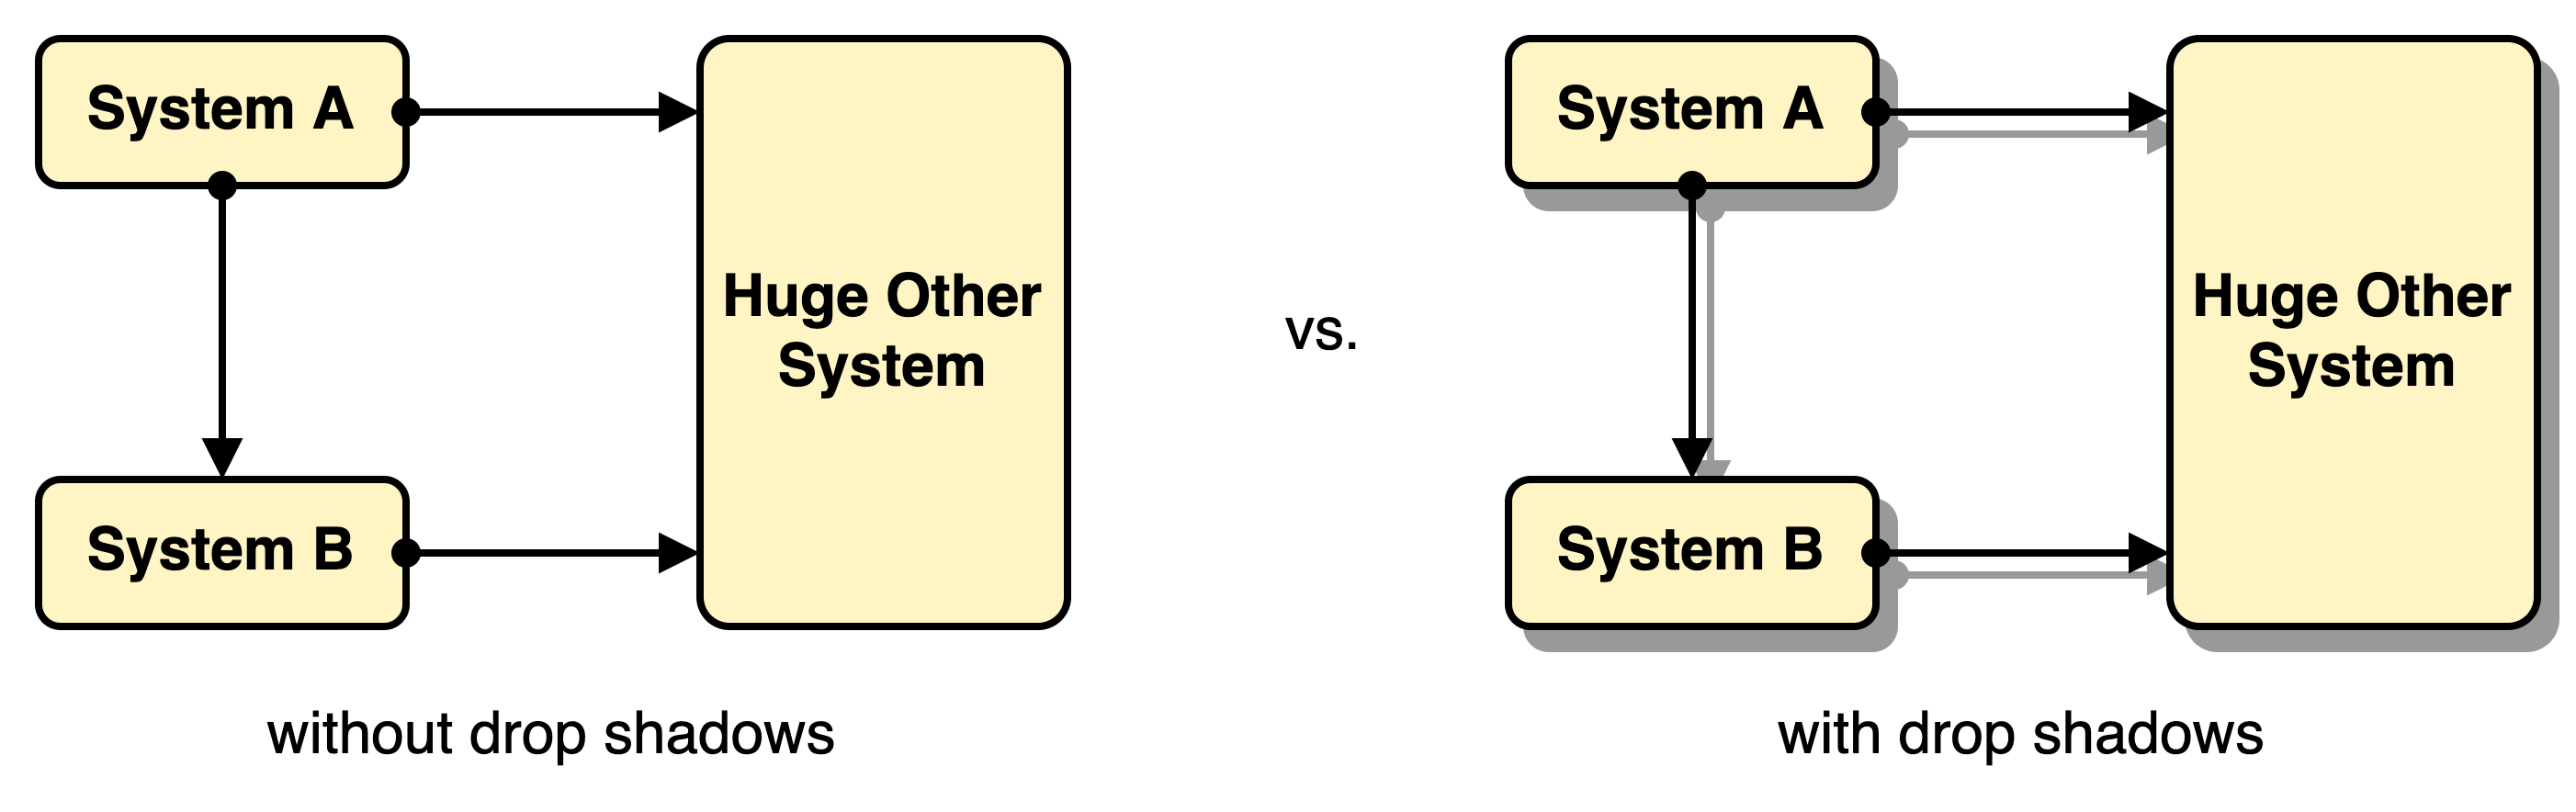 System A
Huge Other
System
System B
without drop shadows
vs.
System A
Huge Other
System
System B
with drop shadows